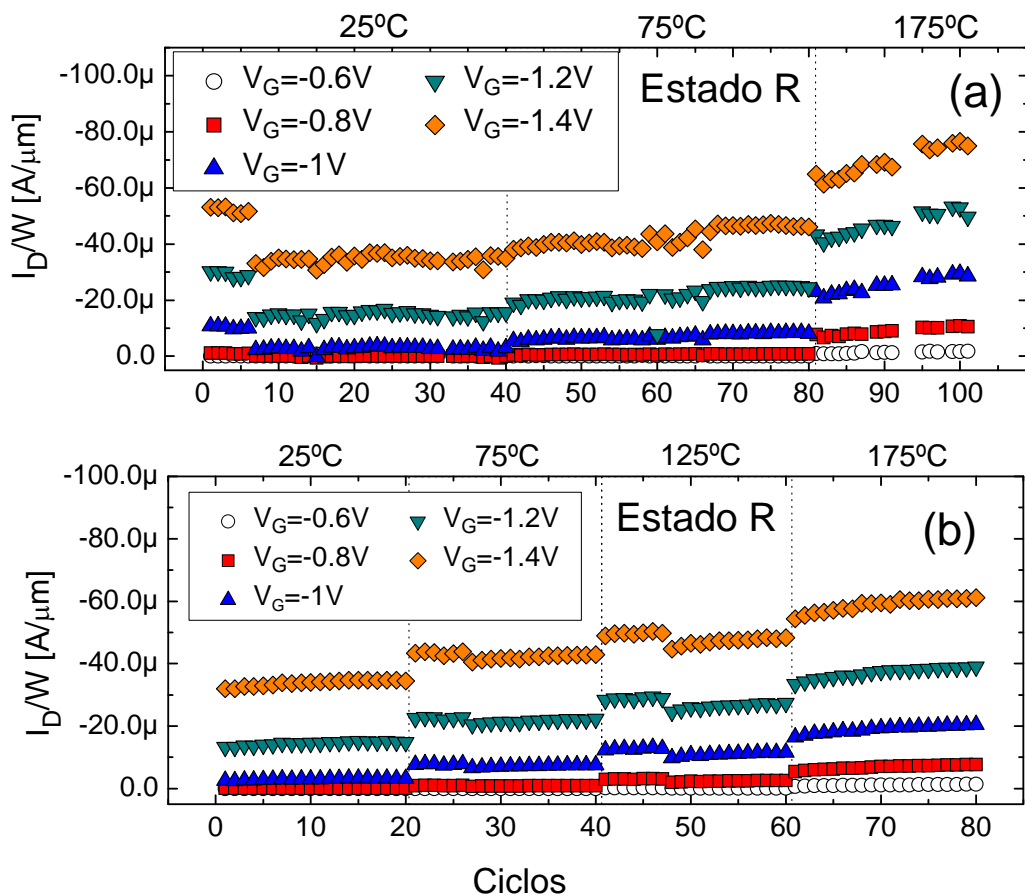 25ºC 75ºC 175ºC
-100.0µ
-80.0µ
-60.0µ
-40.0µ
-20.0µ
0.0
I_D/W [A/µm]
V_G=-0.6V V_G=-1.2V
V_G=-0.8V V_G=-1.4V
V_G=-1V
Estado R
(a)
0 10 20 30 40 50 60 70 80 90 100
25ºC 75ºC 125ºC 175ºC
-100.0µ
-80.0µ
-60.0µ
-40.0µ
-20.0µ
0.0
I_D/W [A/µm]
V_G=-0.6V V_G=-1.2V
V_G=-0.8V V_G=-1.4V
V_G=-1V
Estado R
(b)
0 10 20 30 40 50 60 70 80
Ciclos